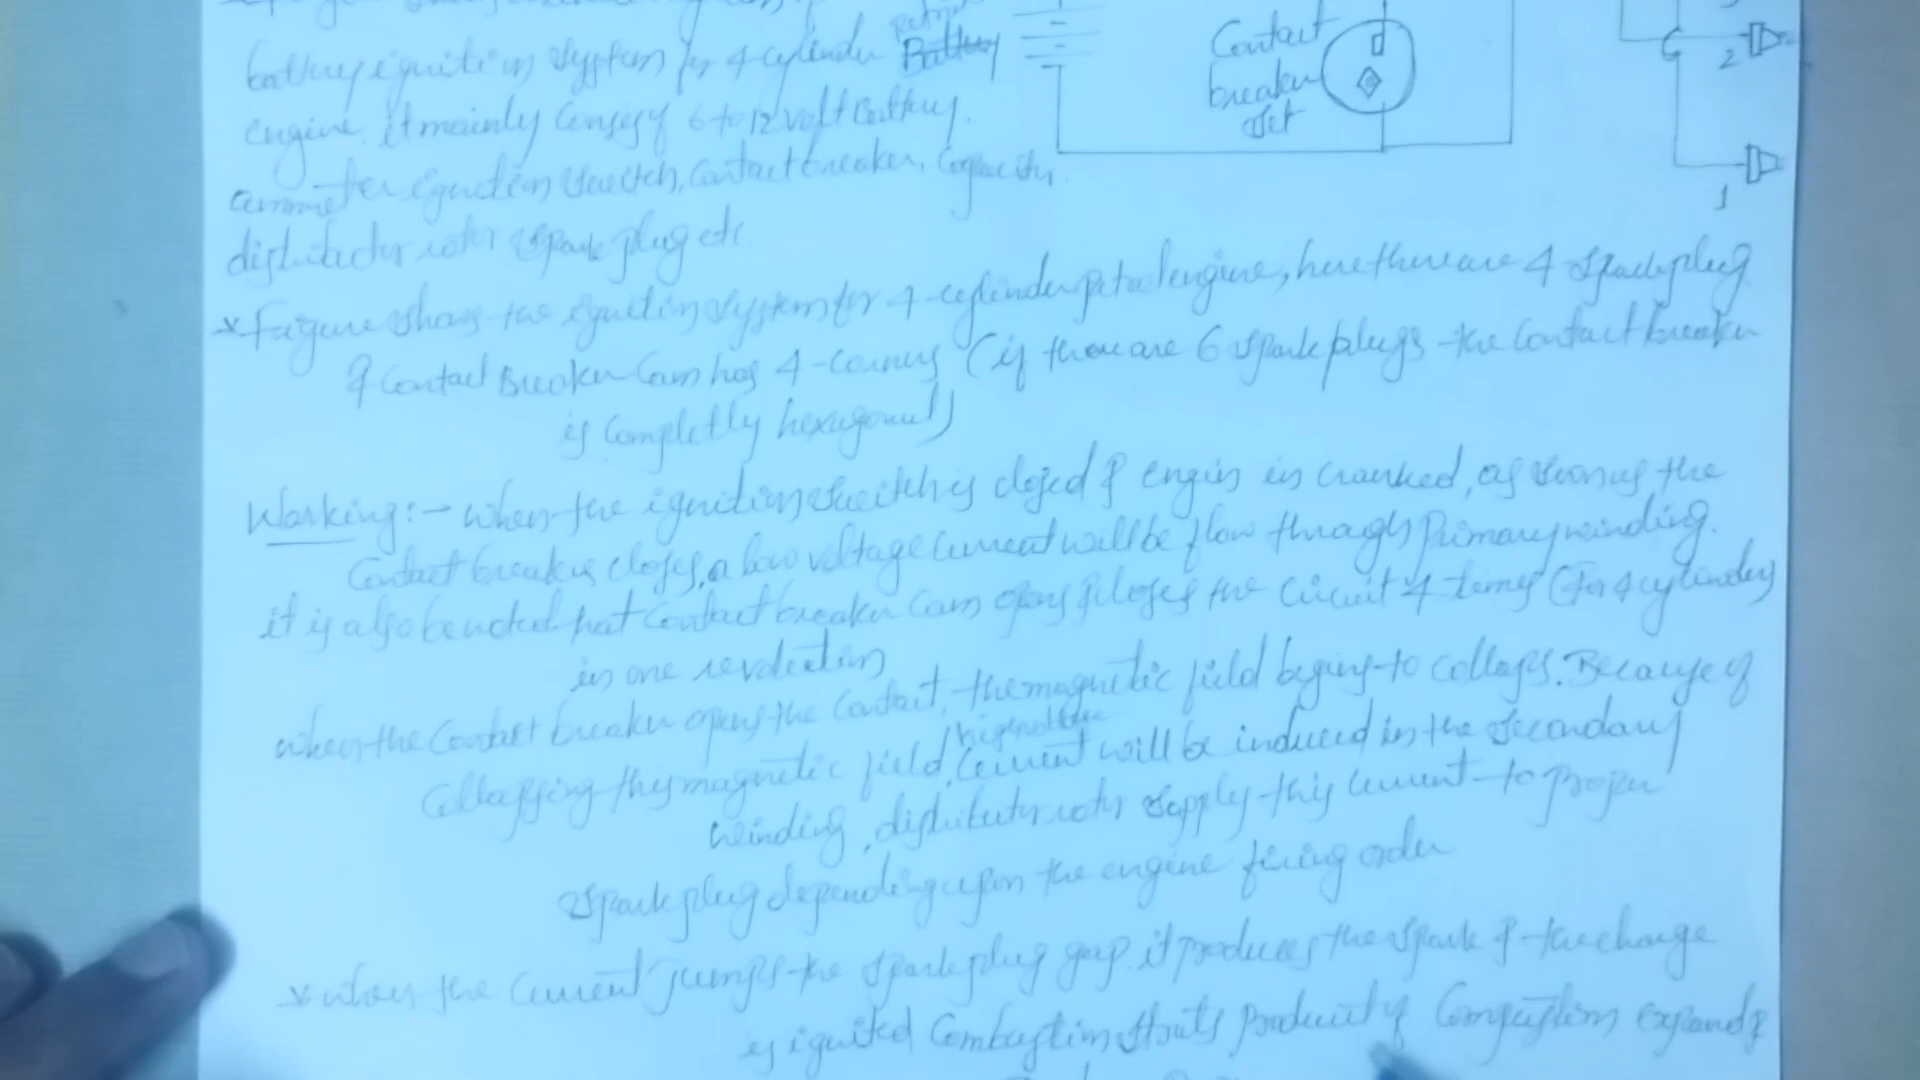 battery ignition system for 4 cylinder Petrol
engine. it mainly consists of 6 to 12 volt Battery.
ammeter ignition switch, contact breaker, capacitor,
distributor rotor spark plug etc
* Figure shows the ignition system for 4-cylinder petrol engine, here there are 4 spark plug
& contact Breaker Cam has 4-corners (if there are 6 spark plugs the contact breaker
is completly hexagonal)
Working:- when the ignition switch is closed & engin is cranked, as soon as the
contact breaker closes, a low voltage current will be flow through Primary winding.
it is also be noted that contact breaker Cam opens & closes the circuit 4 times (for 4 cylinder)
in one revolution
when the contact breaker opens the contact, the magnetic field begins to collaps. Because of
collapsing this magnetic field, high voltage current will be induced in the secondary
winding, distributor rotor supply this current to proper
spark plug depending upon the engine firing order
* when the current jumps the spark plug gap. it produces the spark & the charge
is ignited combustion starts product of combustion expand &
Contact
breaker
set
2
1